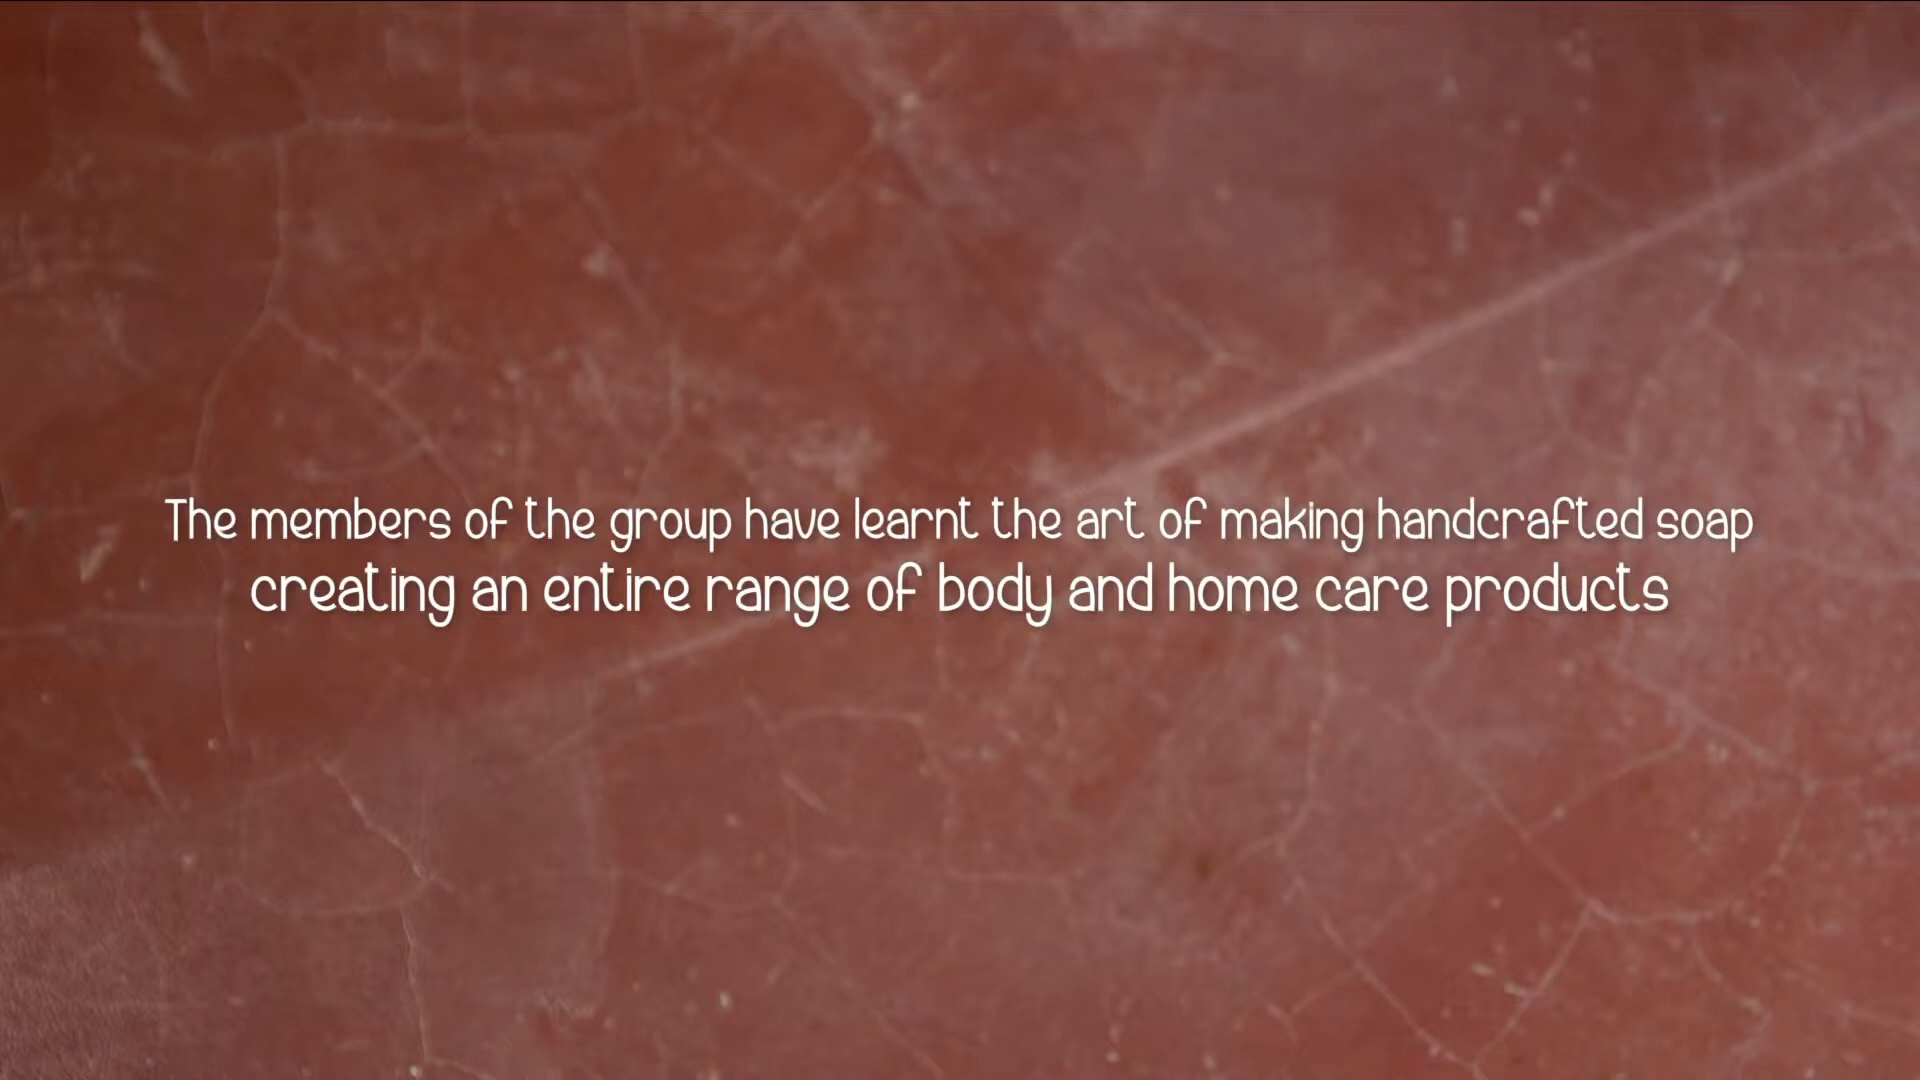 The members of the group have learnt the art of making handcrafted soap
creating an entire range of body and home care products